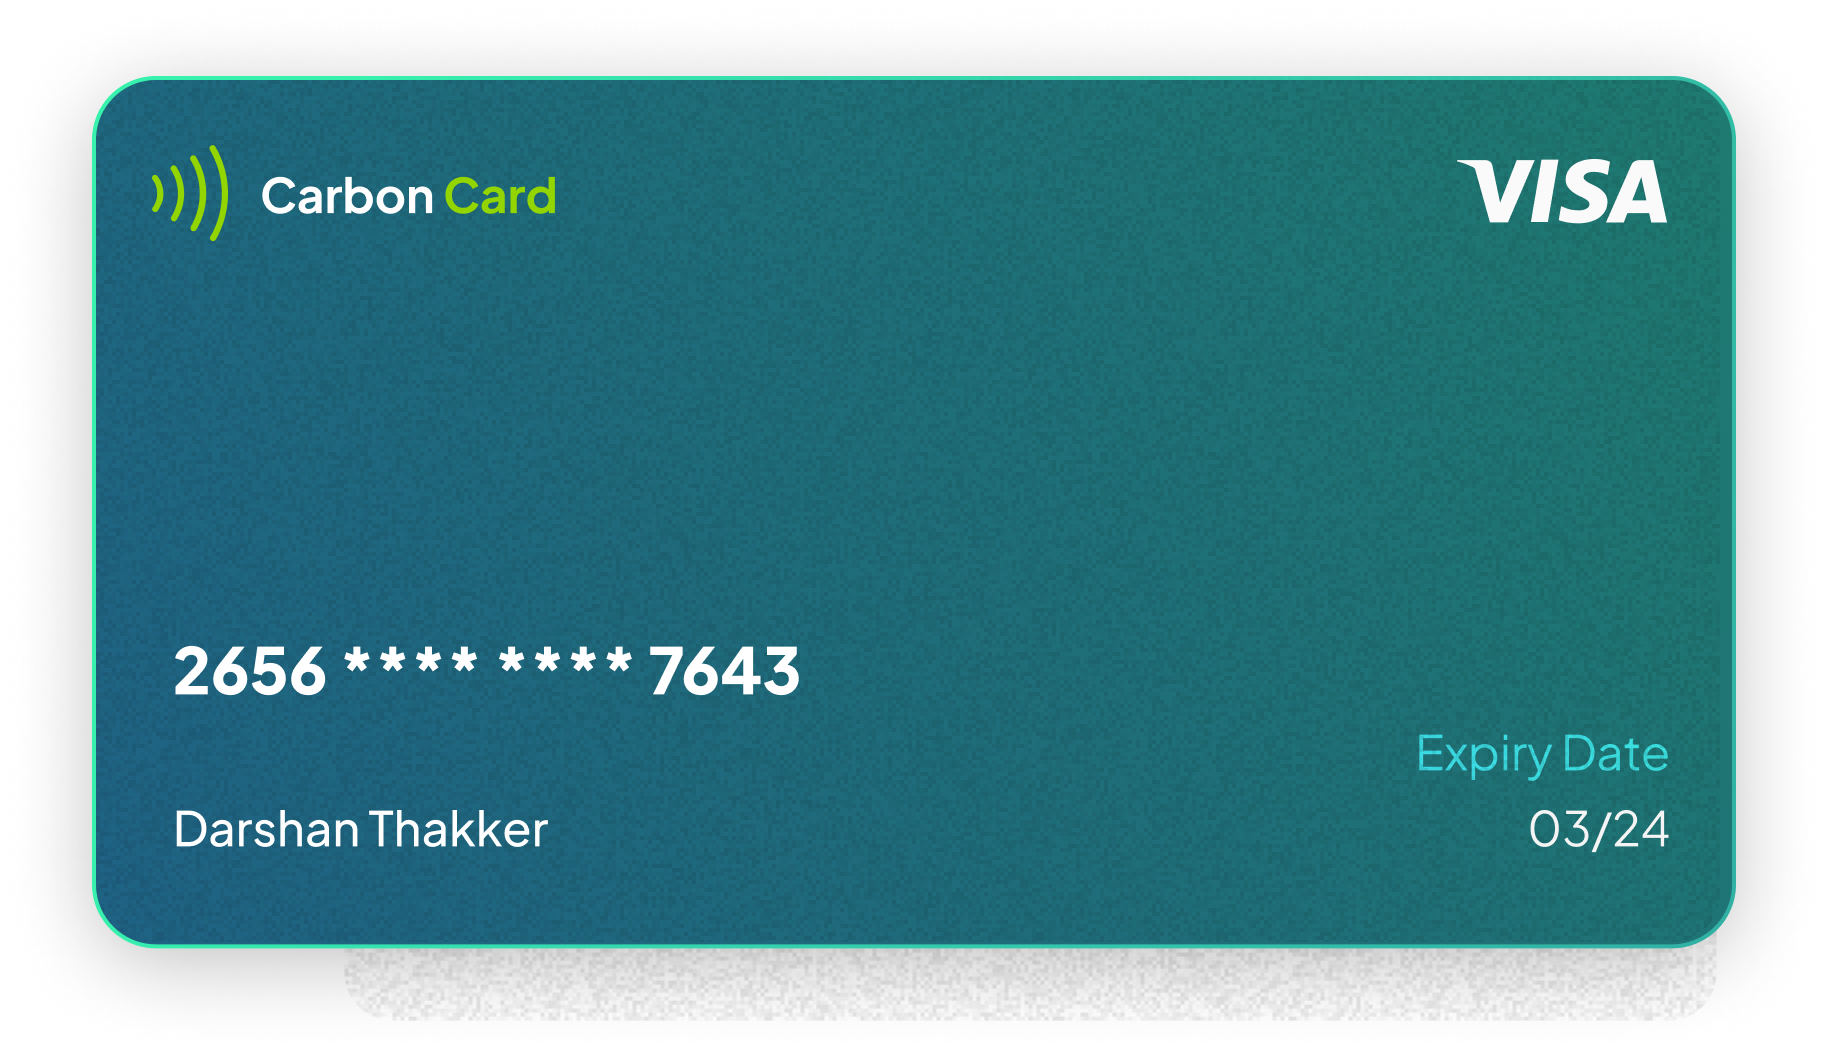 Carbon Card
VISA
2656 **** **** 7643
Expiry Date
Darshan Thakker
03/24